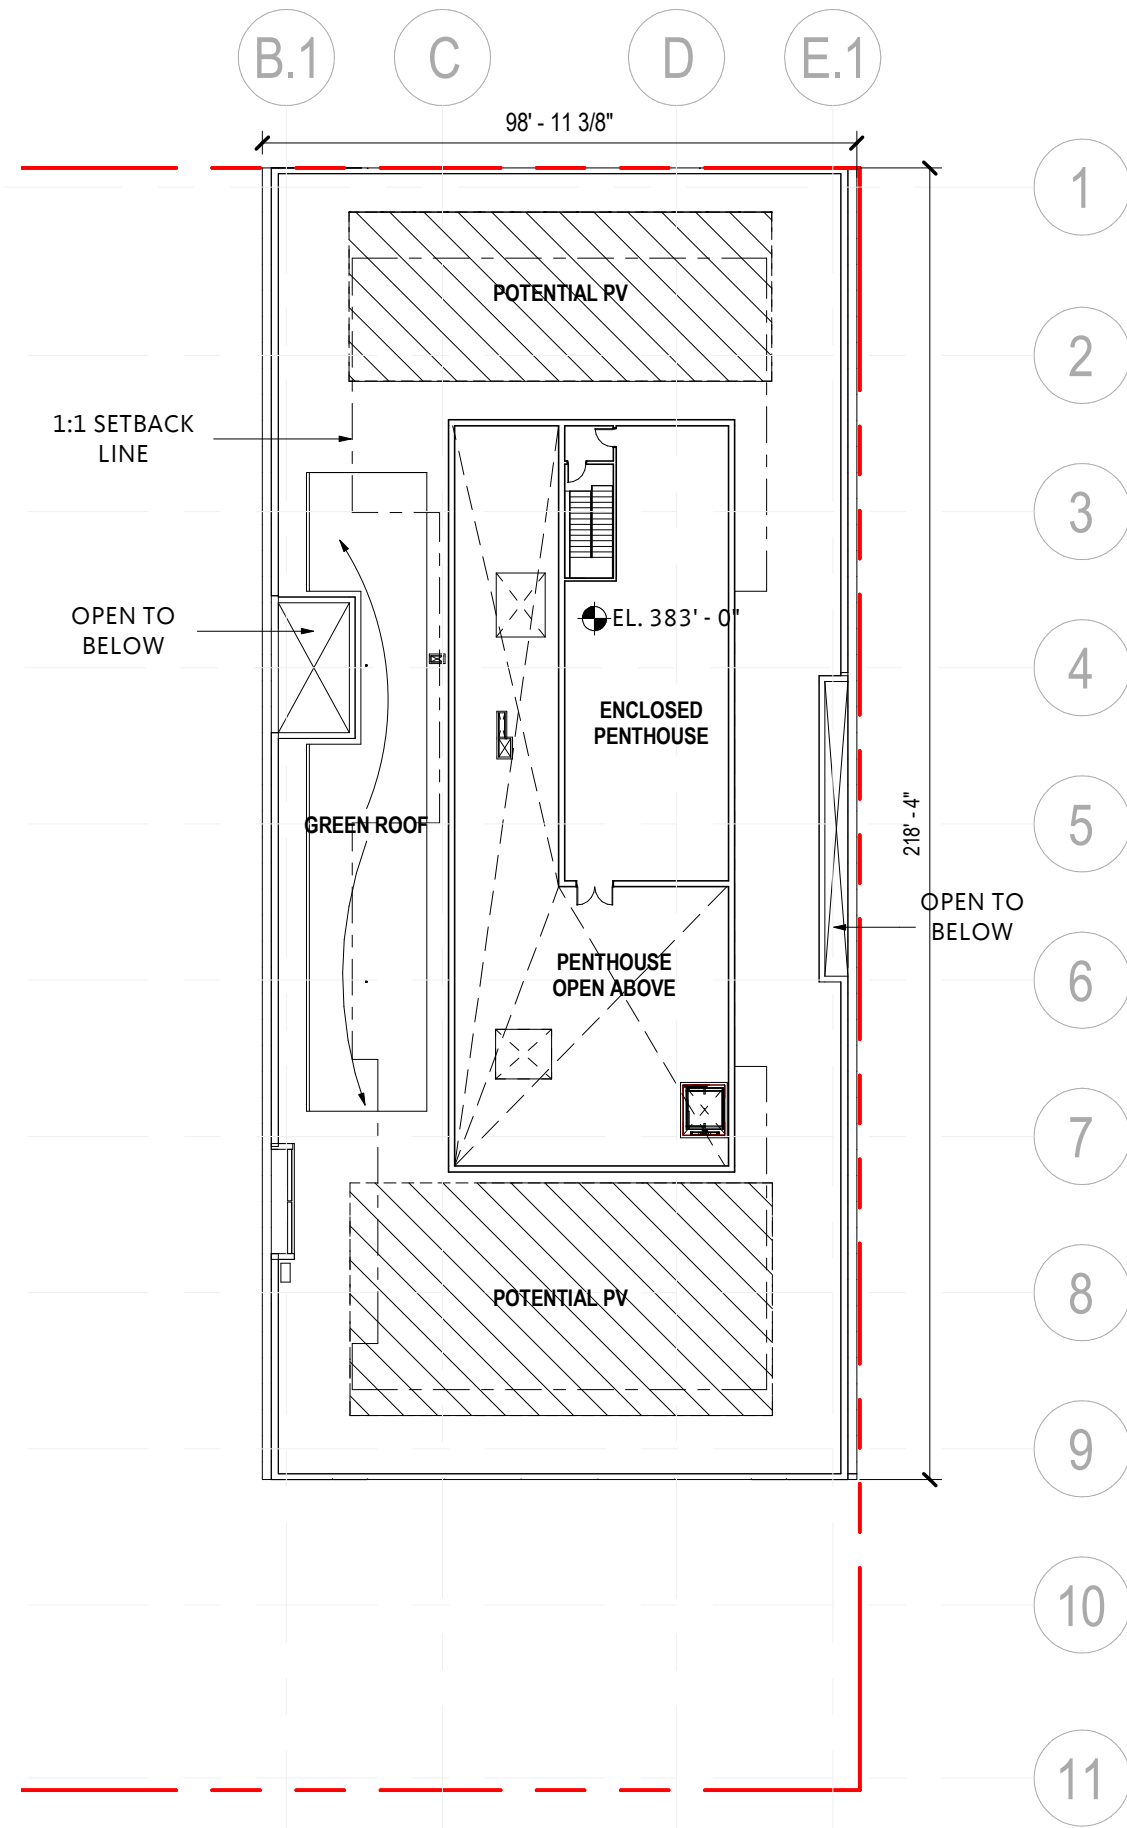 B.1
C
D
E.1
98' - 11 3/8"
1
POTENTIAL PV
2
1:1 SETBACK
LINE
3
OPEN TO
BELOW
EL. 383' - 0"
4
ENCLOSED
PENTHOUSE
218' - 4"
5
GREEN ROOF
OPEN TO
BELOW
PENTHOUSE
OPEN ABOVE
6
7
POTENTIAL PV
8
9
10
11